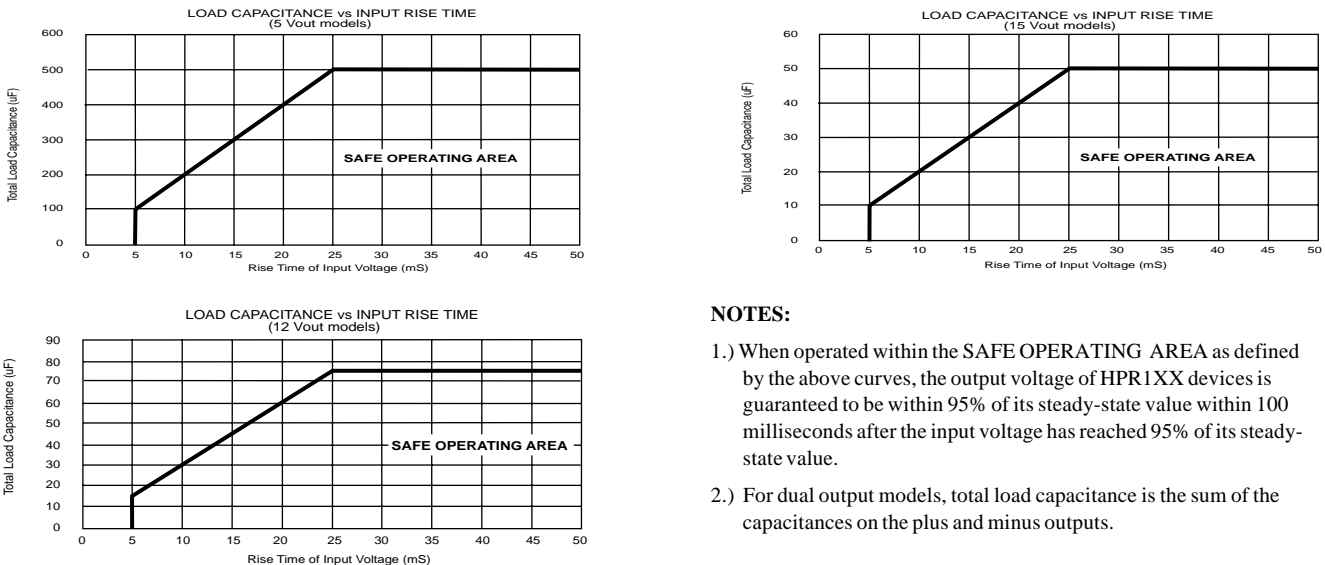 LOAD CAPACITANCE vs INPUT RISE TIME
(5 Vout models)
600
500
400
300
200
100
0
Total Load Capacitance (uF)
SAFE OPERATING AREA
0 5 10 15 20 25 30 35 40 45 50
Rise Time of Input Voltage (mS)
LOAD CAPACITANCE vs INPUT RISE TIME
(15 Vout models)
60
50
40
30
20
10
0
Total Load Capacitance (uF)
SAFE OPERATING AREA
0 5 10 15 20 25 30 35 40 45 50
Rise Time of Input Voltage (mS)
LOAD CAPACITANCE vs INPUT RISE TIME
(12 Vout models)
90
80
70
60
50
40
30
20
10
0
Total Load Capacitance (uF)
SAFE OPERATING AREA
0 5 10 15 20 25 30 35 40 45 50
Rise Time of Input Voltage (mS)
NOTES:
1.) When operated within the SAFE OPERATING AREA as defined
by the above curves, the output voltage of HPR1XX devices is
guaranteed to be within 95% of its steady-state value within 100
milliseconds after the input voltage has reached 95% of its steady-
state value.
2.) For dual output models, total load capacitance is the sum of the
capacitances on the plus and minus outputs.